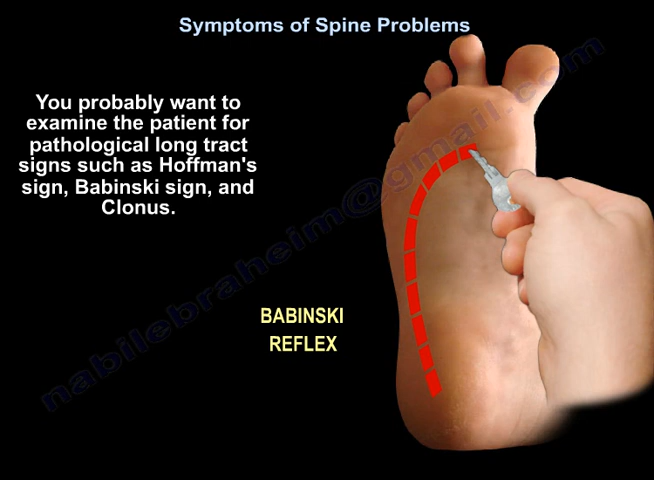 Symptoms of Spine Problems
You probably want to
examine the patient for
pathological long tract
signs such as Hoffman's
sign, Babinski sign, and
Clonus.
BABINSKI
REFLEX
nabilebraheim@gmail.com